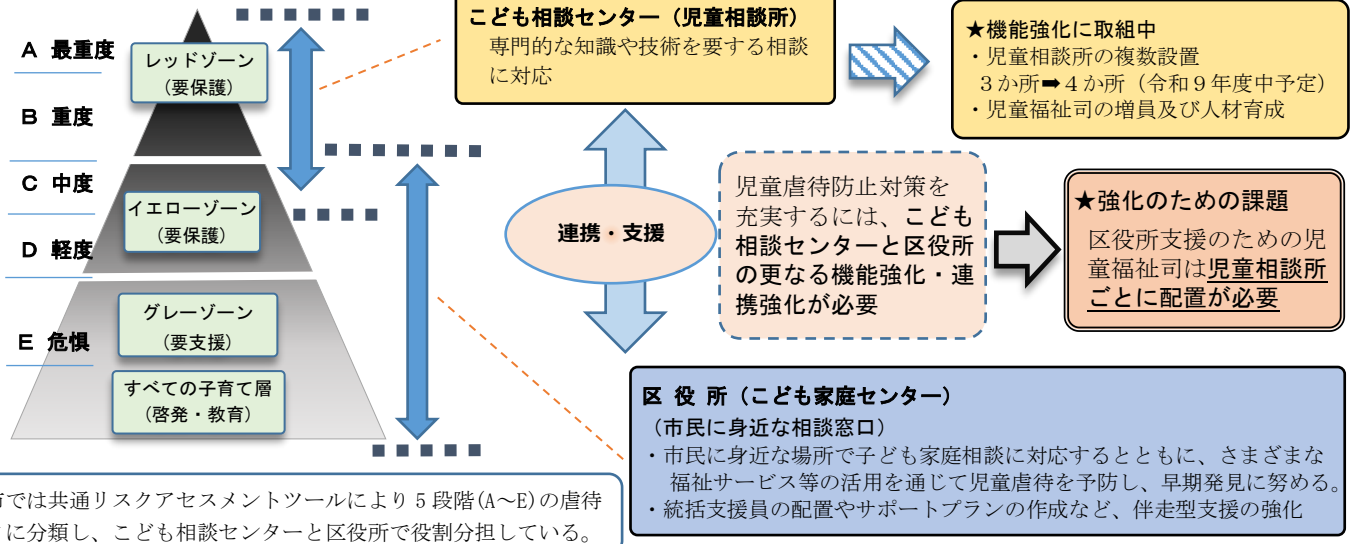 A 最重度
B 重度
C 中度
D 軽度
E 危惧
レッドゾーン
(要保護)
イエローゾーン
(要保護)
グレーゾーン
(要支援)
すべての子育て層
(啓発・教育)
こども相談センター（児童相談所）
専門的な知識や技術を要する相談
に対応
★機能強化に取組中
・児童相談所の複数設置
３か所➡４か所（令和９年度中予定）
・児童福祉司の増員及び人材育成
連携・支援
児童虐待防止対策を
充実するには、こども
相談センターと区役所
の更なる機能強化・連
携強化が必要
★強化のための課題
区役所支援のための児
童福祉司は児童相談所
ごとに配置が必要
区 役 所（こども家庭センター）
（市民に身近な相談窓口）
・市民に身近な場所で子ども家庭相談に対応するとともに、さまざまな
福祉サービス等の活用を通じて児童虐待を予防し、早期発見に努める。
・統括支援員の配置やサポートプランの作成など、伴走型支援の強化
市では共通リスクアセスメントツールにより５段階(A～E)の虐待
に分類し、こども相談センターと区役所で役割分担している。